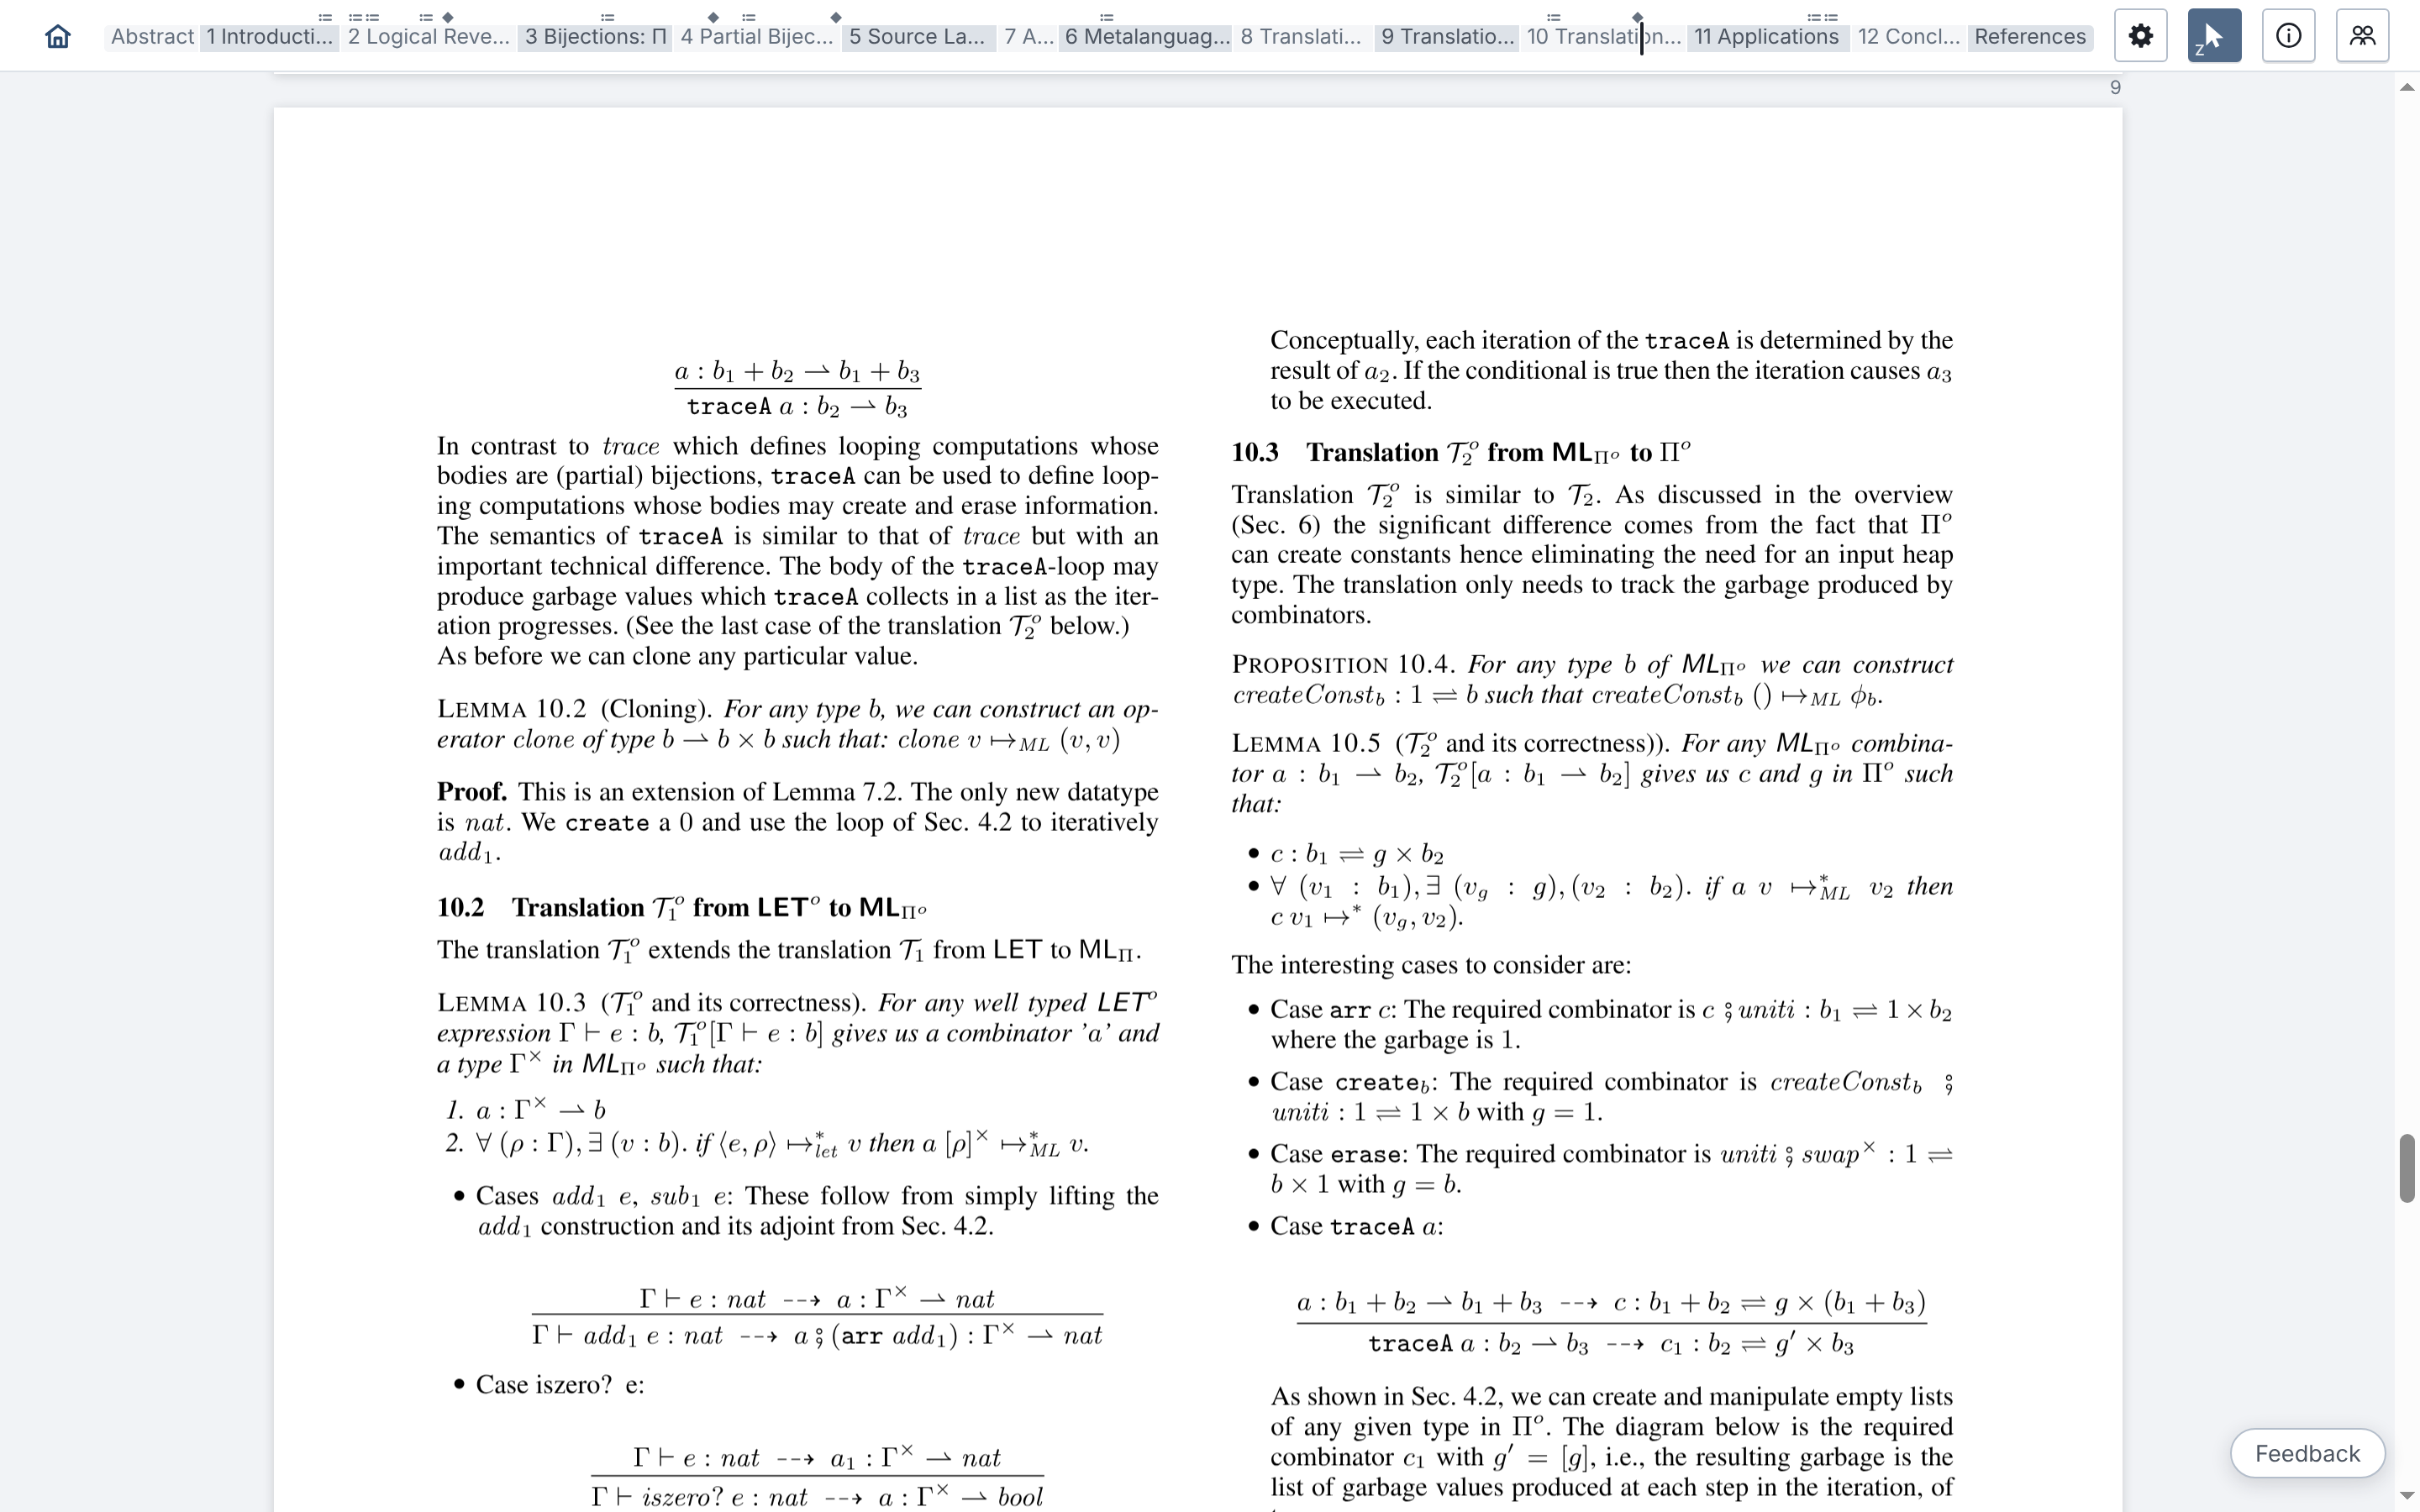 Abstract 1 Introducti... 2 Logical Reve... 3 Bijections: Π 4 Partial Bijec... 5 Source La... 7 A... 6 Metalanguag... 8 Translati... 9 Translatio... 10 Translation... 11 Applications 12 Concl... References
9
a : b₁ + b₂ ⇀ b₁ + b₃
traceA a : b₂ ⇀ b₃
In contrast to trace which defines looping computations whose
bodies are (partial) bijections, traceA can be used to define loop-
ing computations whose bodies may create and erase information.
The semantics of traceA is similar to that of trace but with an
important technical difference. The body of the traceA-loop may
produce garbage values which traceA collects in a list as the iter-
ation progresses. (See the last case of the translation 𝒯₂ᵒ below.)
As before we can clone any particular value.
LEMMA 10.2 (Cloning). For any type b, we can construct an op-
erator clone of type b ⇀ b × b such that: clone v ↦ML (v, v)
Proof. This is an extension of Lemma 7.2. The only new datatype
is nat. We create a 0 and use the loop of Sec. 4.2 to iteratively
add₁.
10.2 Translation 𝒯₁ᵒ from LETᵒ to MLΠᵒ
The translation 𝒯₁ᵒ extends the translation 𝒯₁ from LET to MLΠ.
LEMMA 10.3 (𝒯₁ᵒ and its correctness). For any well typed LETᵒ
expression Γ ⊢ e : b, 𝒯₁ᵒ[Γ ⊢ e : b] gives us a combinator 'a' and
a type Γ× in MLΠᵒ such that:
1. a : Γ× ⇀ b
2. ∀ (ρ : Γ), ∃ (v : b). if ⟨e, ρ⟩ ↦*let v then a [ρ]× ↦*ML v.
• Cases add₁ e, sub₁ e: These follow from simply lifting the
add₁ construction and its adjoint from Sec. 4.2.
Γ ⊢ e : nat ⇢ a : Γ× ⇀ nat
Γ ⊢ add₁ e : nat ⇢ a ⨾ (arr add₁) : Γ× ⇀ nat
• Case iszero? e:
Γ ⊢ e : nat ⇢ a₁ : Γ× ⇀ nat
Γ ⊢ iszero? e : nat ⇢ a : Γ× ⇀ bool
Conceptually, each iteration of the traceA is determined by the
result of a₂. If the conditional is true then the iteration causes a₃
to be executed.
10.3 Translation 𝒯₂ᵒ from MLΠᵒ to Πᵒ
Translation 𝒯₂ᵒ is similar to 𝒯₂. As discussed in the overview
(Sec. 6) the significant difference comes from the fact that Πᵒ
can create constants hence eliminating the need for an input heap
type. The translation only needs to track the garbage produced by
combinators.
PROPOSITION 10.4. For any type b of MLΠᵒ we can construct
createConst_b : 1 ⇌ b such that createConst_b () ↦ML ϕ_b.
LEMMA 10.5 (𝒯₂ᵒ and its correctness)). For any MLΠᵒ combina-
tor a : b₁ ⇀ b₂, 𝒯₂ᵒ[a : b₁ ⇀ b₂] gives us c and g in Πᵒ such
that:
• c : b₁ ⇌ g × b₂
• ∀ (v₁ : b₁), ∃ (v_g : g), (v₂ : b₂). if a v ↦*ML v₂ then
c v₁ ↦* (v_g, v₂).
The interesting cases to consider are:
• Case arr c: The required combinator is c ⨾ uniti : b₁ ⇌ 1 × b₂
where the garbage is 1.
• Case create_b: The required combinator is createConst_b ⨾
uniti : 1 ⇌ 1 × b with g = 1.
• Case erase: The required combinator is uniti ⨾ swap× : 1 ⇌
b × 1 with g = b.
• Case traceA a:
a : b₁ + b₂ ⇀ b₁ + b₃ ⇢ c : b₁ + b₂ ⇌ g × (b₁ + b₃)
traceA a : b₂ ⇀ b₃ ⇢ c₁ : b₂ ⇌ g′ × b₃
As shown in Sec. 4.2, we can create and manipulate empty lists
of any given type in Πᵒ. The diagram below is the required
combinator c₁ with g′ = [g], i.e., the resulting garbage is the
list of garbage values produced at each step in the iteration, of
Feedback